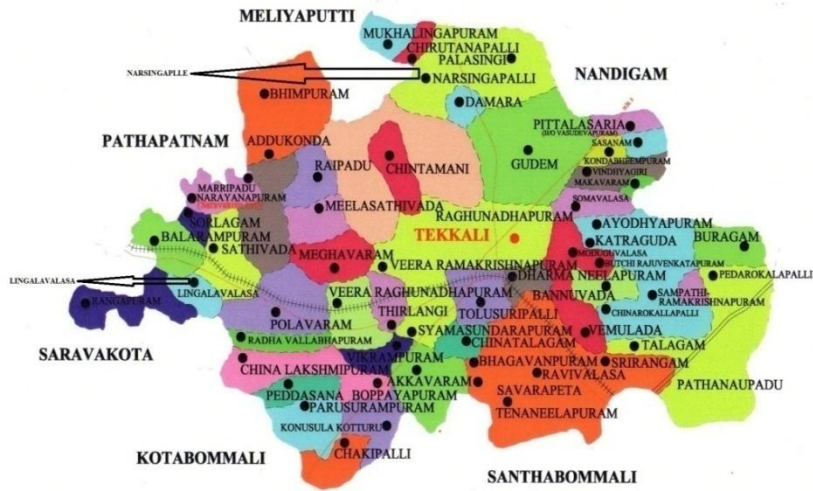 MELIYAPUTTI
MUKHALINGAPURAM
CHIRUTANAPALLI
PALASINGI
NARSINGAPLLE
NARSINGAPALLI
NANDIGAM
BHIMPURAM
DAMARA
PITTALASARIA
(H/O VASUDEVAPURAM)
PATHAPATNAM
SASANAM
ADDUKONDA
GUDEM
KONDABHEEMPURAM
RAIPADU
CHINTAMANI
VINDHYAGIRI
MARRIPADU
MAKAVARAM
NARAYANAPURAM
MEELASATHIVADA
SOMAVALASA
SORLAGAM
RAGHUNADHAPURAM
AYODHYAPURAM
BALARAMPURAM
TEKKALI
KATRAGUDA
BURAGAM
SATHIVADA
MODUGUVALASA
MEGHAVARAM
VEERA RAMAKRISHNAPURAM
BUTCHI RAJUVENKATAPURAM
LINGALAVALASA
DHARMA NEELAPURAM
PEDAROKALAPALLI
LINGALAVALASA
VEERA RAGHUNADHAPURAM
BANNUVADA
SAMPATHI-
RANGAPURAM
TOLUSURIPALLI
RAMAKRISHNAPURAM
POLAVARAM
THIRLANGI
CHINAROKALLAPALLI
RADHA VALLABHAPURAM
SYAMASUNDARAPURAM
VEMULADA
CHINATALAGAM
TALAGAM
SARAVAKOTA
VIKRAMPURAM
CHINA LAKSHMIPURAM
BHAGAVANPURAM
SRIRANGAM
AKKAVARAM
RAVIVALASA
PEDDASANA
BOPPAYAPURAM
SAVARAPETA
PATHANAUPADU
PARUSURAMPURAM
TENANEELAPURAM
KONUSULA KOTTURU
CHAKIPALLI
KOTABOMMALI
SANTHABOMMALI